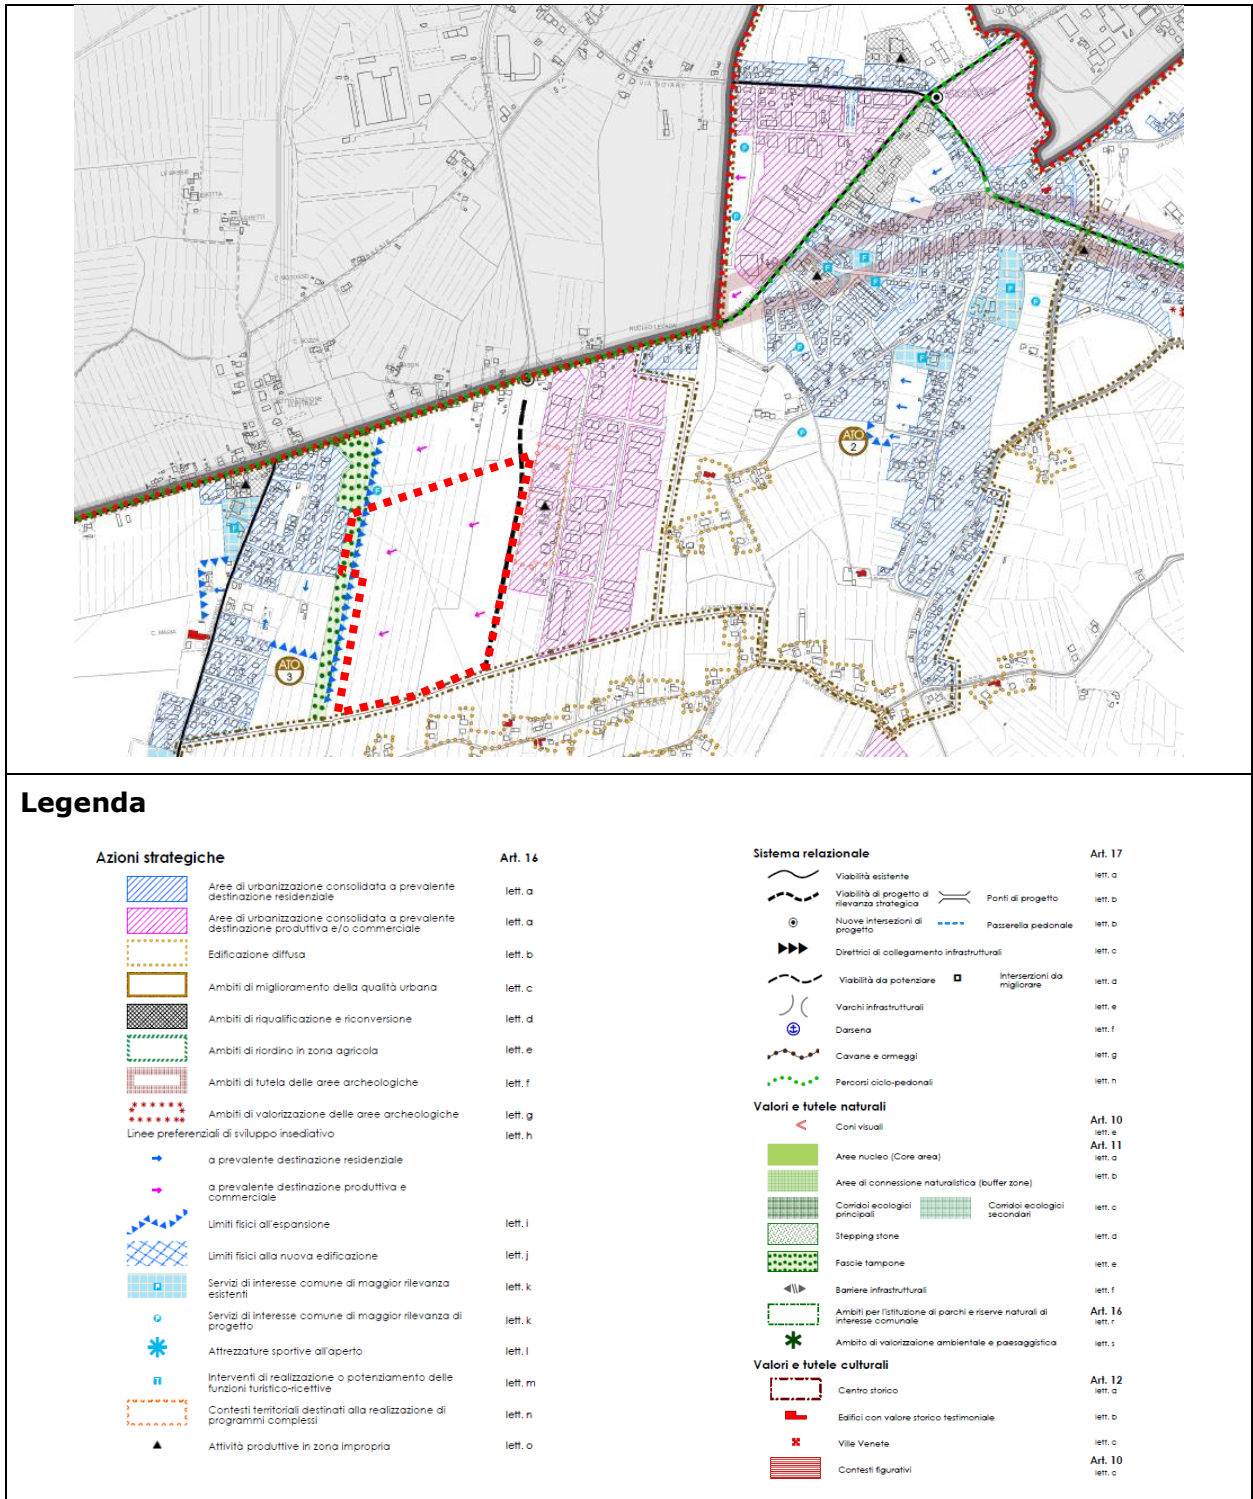 VIA BOIARE
NUCLEO LEGNARI
ATO
2
C. MARIA
ATO
3
Legenda
Azioni strategiche Art. 16
Aree di urbanizzazione consolidata a prevalente
destinazione residenziale lett. a
Aree di urbanizzazione consolidata a prevalente
destinazione produttiva e/o commerciale lett. a
Edificazione diffusa lett. b
Ambiti di miglioramento della qualità urbana lett. c
Ambiti di riqualificazione e riconversione lett. d
Ambiti di riordino in zona agricola lett. e
Ambiti di tutela delle aree archeologiche lett. f
Ambiti di valorizzazione delle aree archeologiche lett. g
Linee preferenziali di sviluppo insediativo lett. h
a prevalente destinazione residenziale
a prevalente destinazione produttiva e
commerciale
Limiti fisici all'espansione lett. i
Limiti fisici alla nuova edificazione lett. j
Servizi di interesse comune di maggior rilevanza
esistenti lett. k
Servizi di interesse comune di maggior rilevanza di
progetto lett. k
Attrezzature sportive all'aperto lett. l
Interventi di realizzazione o potenziamento delle
funzioni turistico-ricettive lett. m
Contesti territoriali destinati alla realizzazione di
programmi complessi lett. n
Attività produttive in zona impropria lett. o
Sistema relazionale Art. 17
Viabilità esistente lett. a
Viabilità di progetto di
rilevanza strategica Ponti di progetto lett. b
Nuove intersezioni di
progetto Passerella pedonale lett. b
Direttrici di collegamento infrastrutturali lett. c
Viabilità da potenziare Interserzioni da
migliorare lett. d
Varchi infrastrutturali lett. e
Darsena lett. f
Cavane e ormeggi lett. g
Percorsi ciclo-pedonali lett. h
Valori e tutele naturali Art. 10
Coni visuali lett. e
Art. 11
Aree nucleo (Core area) lett. a
Aree di connessione naturalistica (buffer zone) lett. b
Corridoi ecologici
principali Corridoi ecologici
secondari lett. c
Stepping stone lett. d
Fascie tampone lett. e
Barriere infrastrutturali lett. f
Ambiti per l'istituzione di parchi e riserve naturali di
interesse comunale Art. 16
lett. r
Ambito di valorizzaione ambientale e paesaggistica lett. s
Valori e tutele culturali Art. 12
Centro storico lett. a
Edifici con valore storico testimoniale lett. b
Ville Venete lett. c
Contesti figurativi Art. 10
lett. c